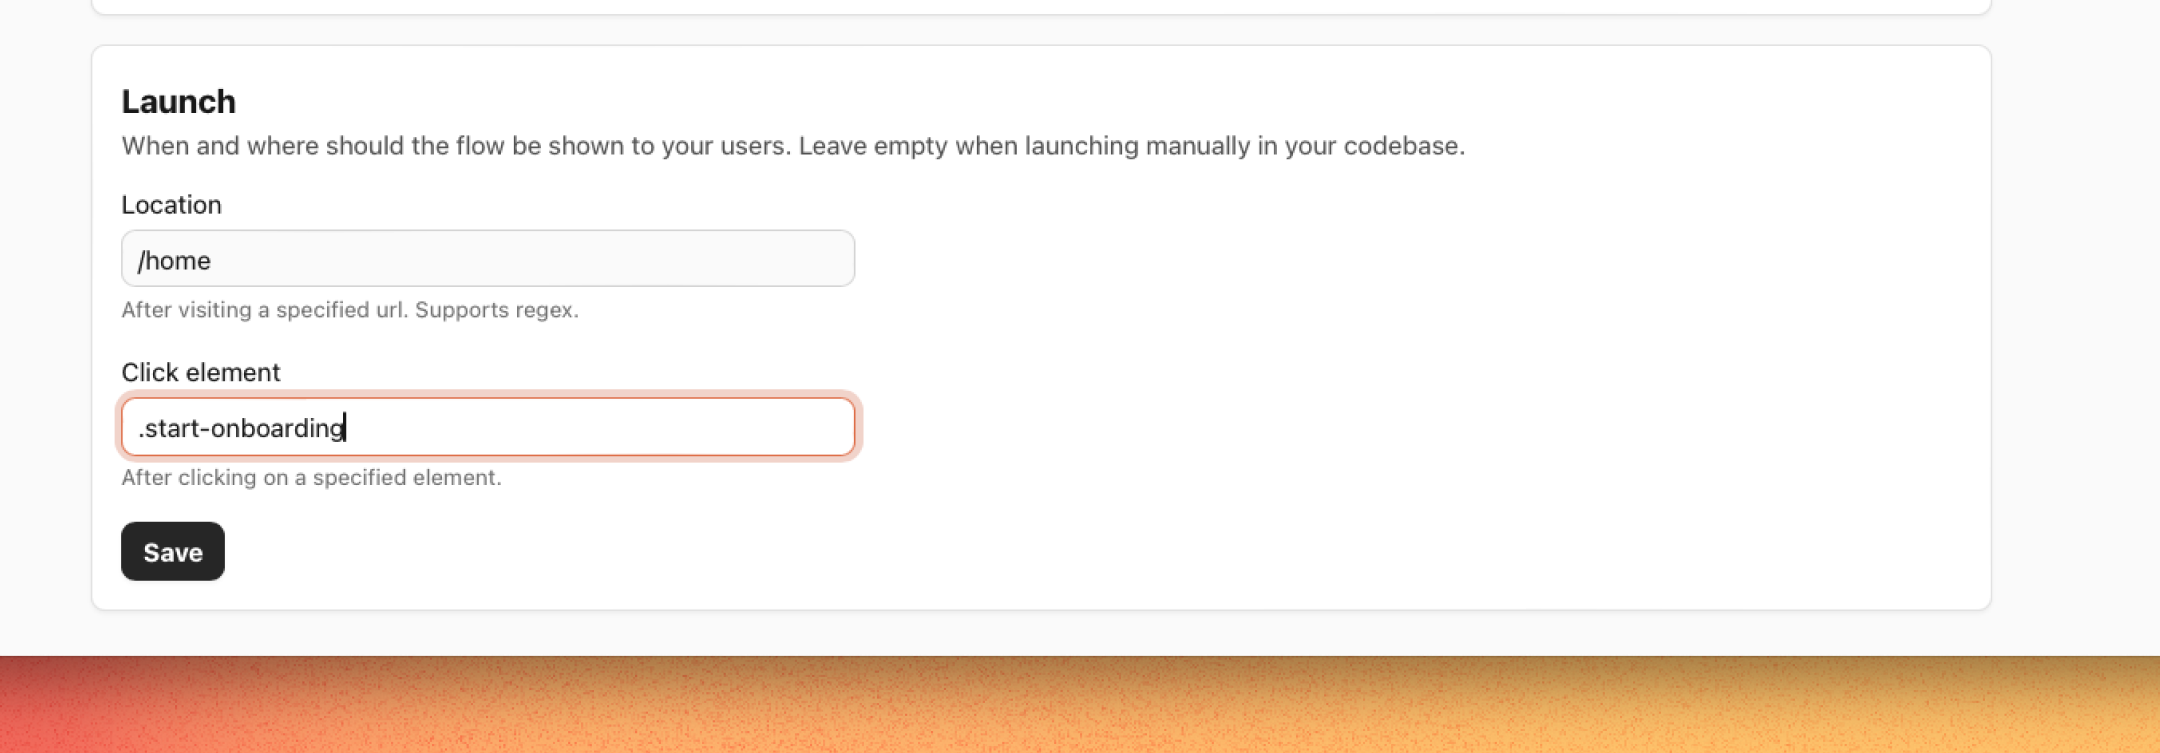 Launch
When and where should the flow be shown to your users. Leave empty when launching manually in your codebase.
Location
/home
After visiting a specified url. Supports regex.
Click element
.start-onboarding
After clicking on a specified element.
Save